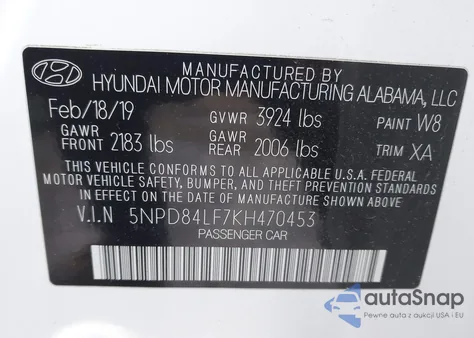 MANUFACTURED BY
HYUNDAI MOTOR MANUFACTURING ALABAMA, LLC
Feb/18/19 GVWR 3924 lbs PAINT W8
GAWR FRONT 2183 lbs GAWR REAR 2006 lbs TRIM XA
THIS VEHICLE CONFORMS TO ALL APPLICABLE U.S.A. FEDERAL
MOTOR VEHICLE SAFETY, BUMPER, AND THEFT PREVENTION
STANDARDS IN EFFECT ON THE DATE OF MANUFACTURE SHOWN ABOVE.
V.I.N 5NPD84LF7KH470453
PASSENGER CAR
autoSnap
Pewne auta z aukcji USA i EU